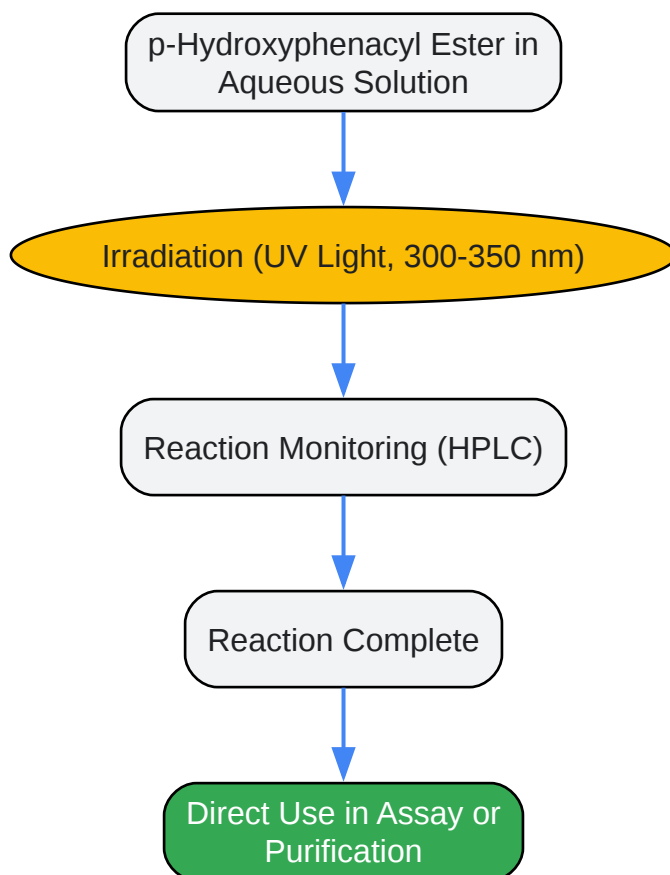 p-Hydroxyphenacyl Ester in
Aqueous Solution
Irradiation (UV Light, 300-350 nm)
Reaction Monitoring (HPLC)
Reaction Complete
Direct Use in Assay or
Purification